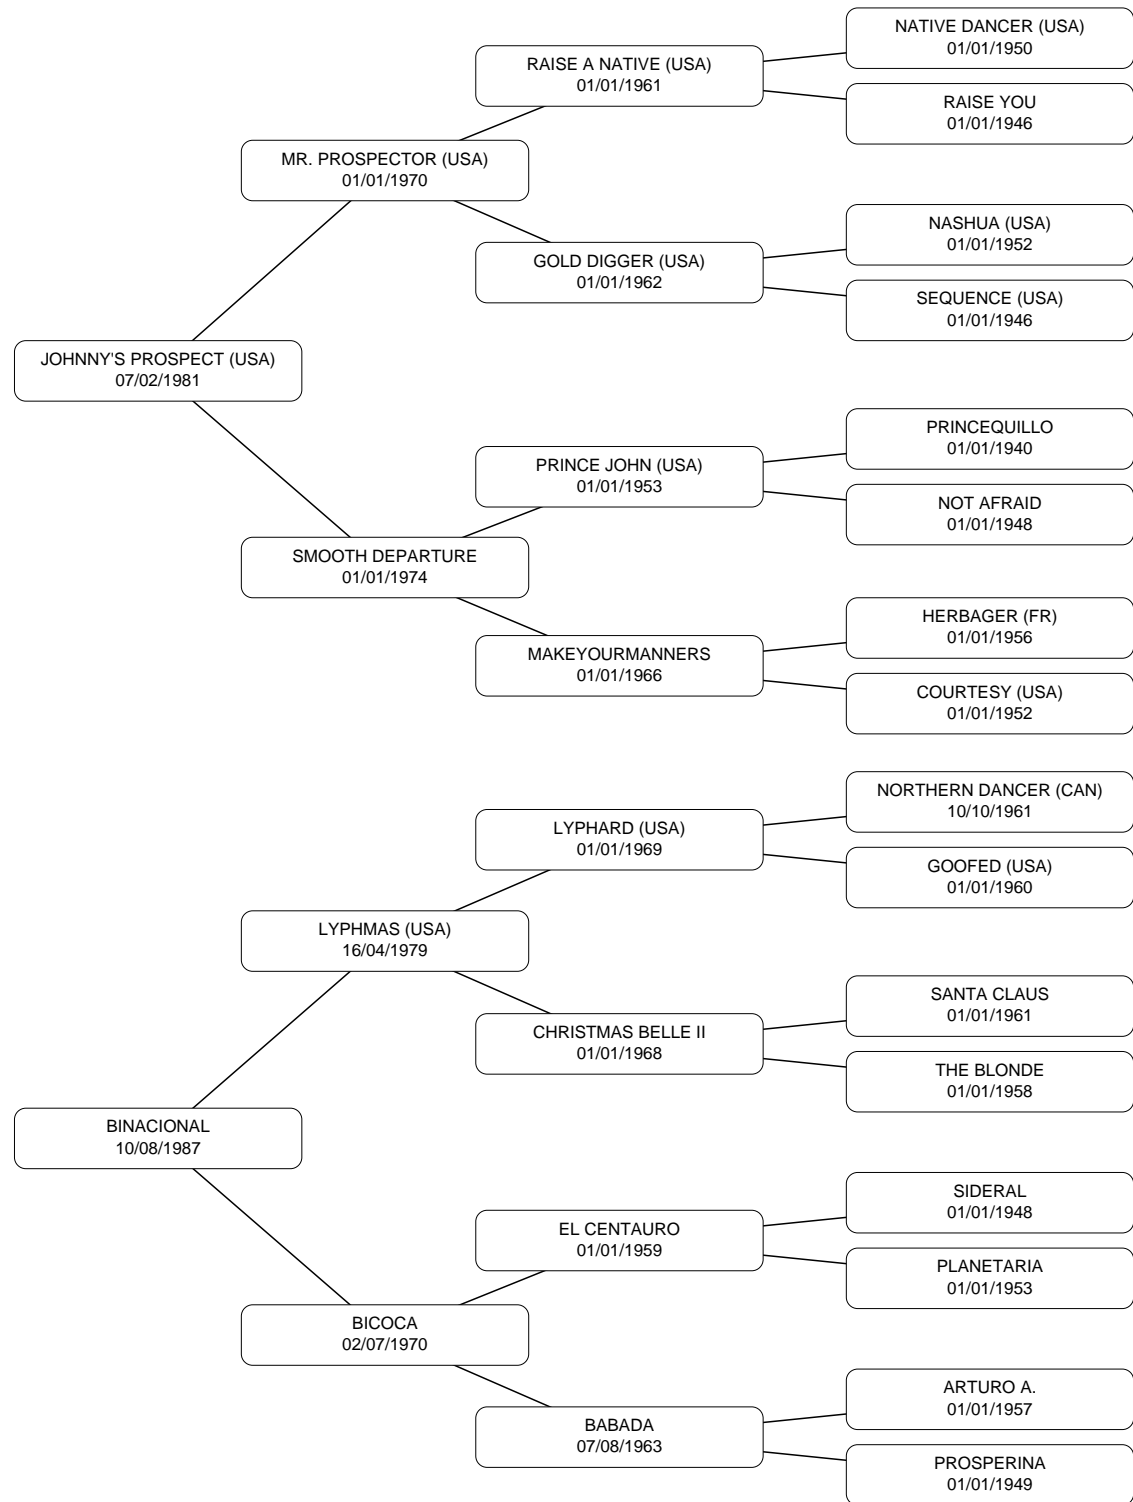 NATIVE DANCER (USA)
01/01/1950
RAISE A NATIVE (USA)
01/01/1961
RAISE YOU
01/01/1946
MR. PROSPECTOR (USA)
01/01/1970
NASHUA (USA)
01/01/1952
GOLD DIGGER (USA)
01/01/1962
SEQUENCE (USA)
01/01/1946
JOHNNY'S PROSPECT (USA)
07/02/1981
PRINCEQUILLO
01/01/1940
PRINCE JOHN (USA)
01/01/1953
NOT AFRAID
01/01/1948
SMOOTH DEPARTURE
01/01/1974
HERBAGER (FR)
01/01/1956
MAKEYOURMANNERS
01/01/1966
COURTESY (USA)
01/01/1952
NORTHERN DANCER (CAN)
10/10/1961
LYPHARD (USA)
01/01/1969
GOOFED (USA)
01/01/1960
LYPHMAS (USA)
16/04/1979
SANTA CLAUS
01/01/1961
CHRISTMAS BELLE II
01/01/1968
THE BLONDE
01/01/1958
BINACIONAL
10/08/1987
SIDERAL
01/01/1948
EL CENTAURO
01/01/1959
PLANETARIA
01/01/1953
BICOCA
02/07/1970
ARTURO A.
01/01/1957
BABADA
07/08/1963
PROSPERINA
01/01/1949